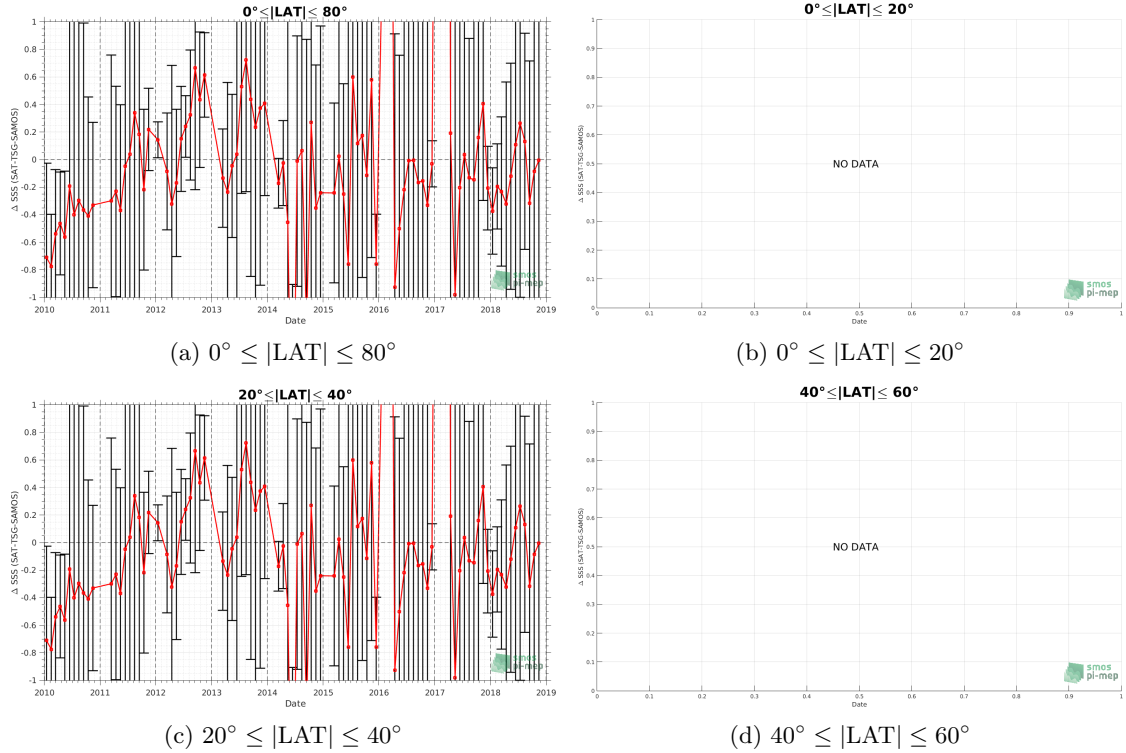 0°≤|LAT|≤ 80°
Δ SSS (SAT-TSG-SAMOS)
1
0.8
0.6
0.4
0.2
0
-0.2
-0.4
-0.6
-0.8
-1
2010 2011 2012 2013 2014 2015 2016 2017 2018 2019
Date
smos
pi-mep
(a) 0° ≤ |LAT| ≤ 80°
0°≤|LAT|≤ 20°
Δ SSS (SAT-TSG-SAMOS)
1
0.9
0.8
0.7
0.6
0.5
0.4
0.3
0.2
0.1
0
NO DATA
0 0.1 0.2 0.3 0.4 0.5 0.6 0.7 0.8 0.9 1
Date
smos
pi-mep
(b) 0° ≤ |LAT| ≤ 20°
20°≤|LAT|≤ 40°
Δ SSS (SAT-TSG-SAMOS)
1
0.8
0.6
0.4
0.2
0
-0.2
-0.4
-0.6
-0.8
-1
2010 2011 2012 2013 2014 2015 2016 2017 2018 2019
Date
smos
pi-mep
(c) 20° ≤ |LAT| ≤ 40°
40°≤|LAT|≤ 60°
Δ SSS (SAT-TSG-SAMOS)
1
0.9
0.8
0.7
0.6
0.5
0.4
0.3
0.2
0.1
0
NO DATA
0 0.1 0.2 0.3 0.4 0.5 0.6 0.7 0.8 0.9 1
Date
smos
pi-mep
(d) 40° ≤ |LAT| ≤ 60°